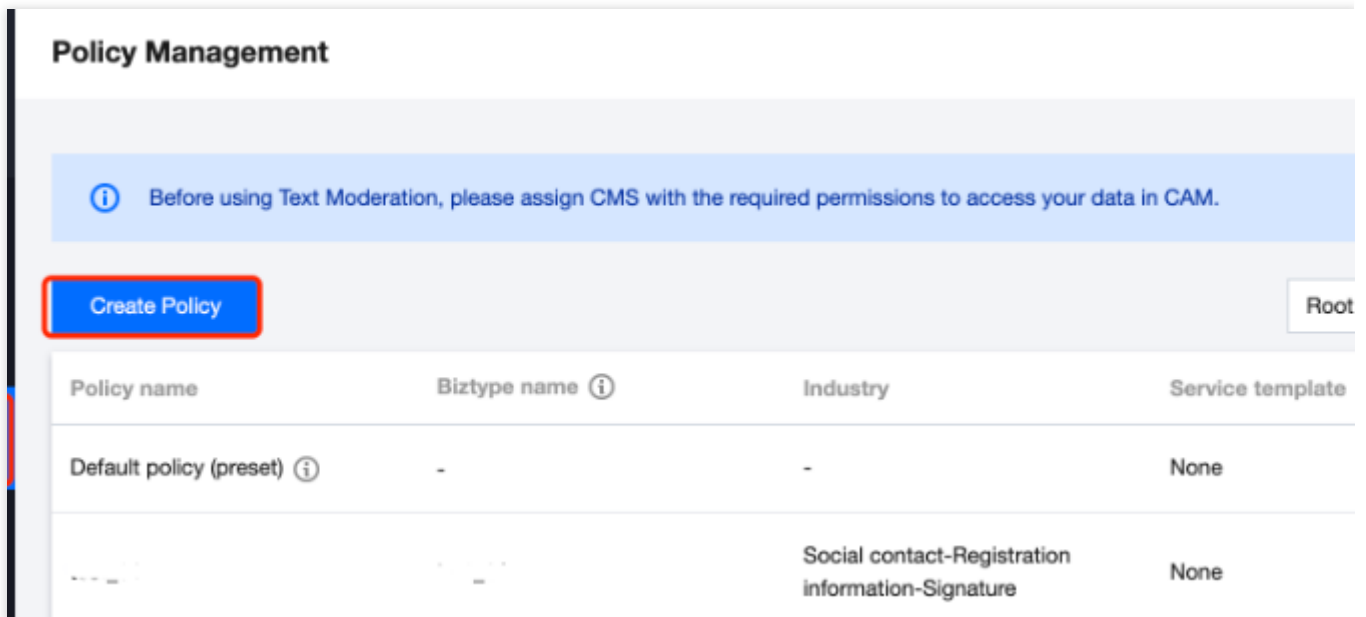 Policy Management
Before using Text Moderation, please assign CMS with the required permissions to access your data in CAM.
Create Policy
Root
Policy name Biztype name Industry Service template
Default policy (preset) - - None
Social contact-Registration
information-Signature
None